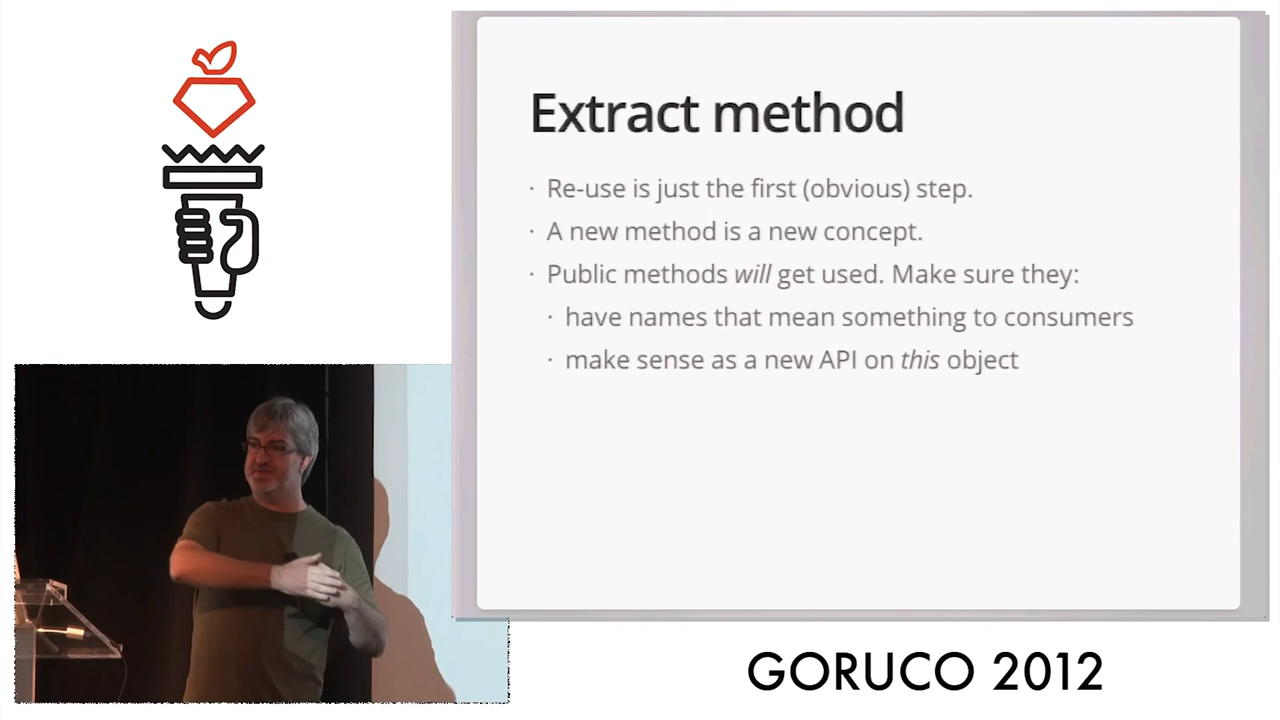 Extract method
· Re-use is just the first (obvious) step.
· A new method is a new concept.
· Public methods will get used. Make sure they:
· have names that mean something to consumers
· make sense as a new API on this object
GORUCO 2012